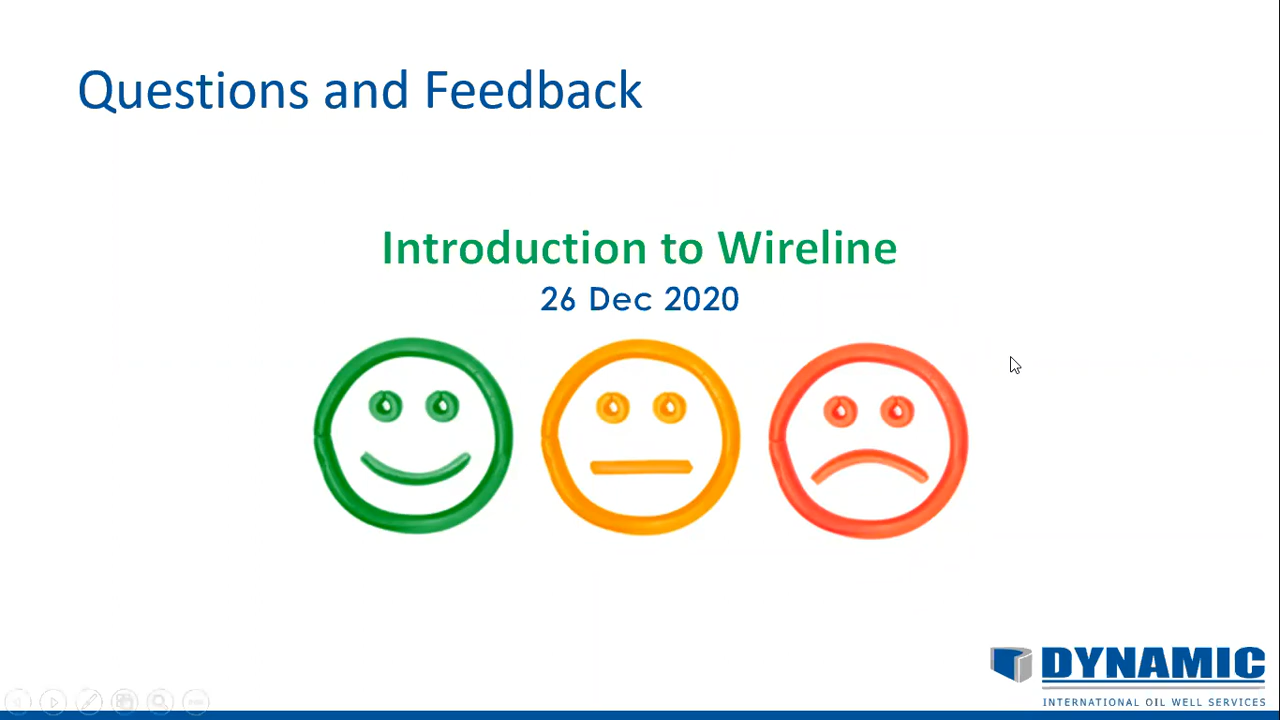 Questions and Feedback
Introduction to Wireline
26 Dec 2020
DYNAMIC
INTERNATIONAL OIL WELL SERVICES